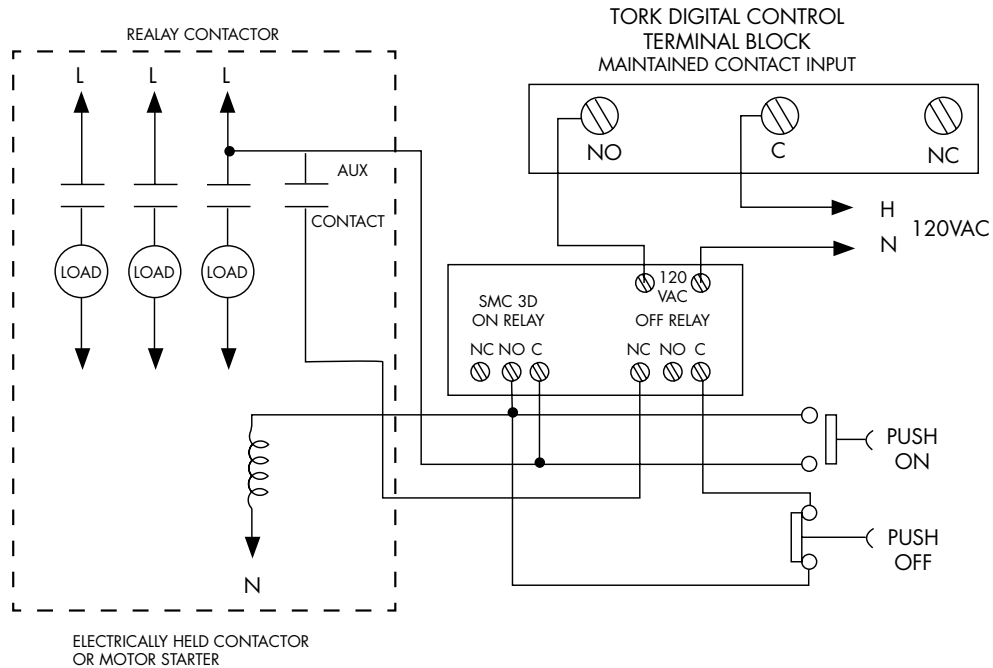 TORK DIGITAL CONTROL
TERMINAL BLOCK
MAINTAINED CONTACT INPUT
REALAY CONTACTOR
L L L
NO C NC
AUX
CONTACT
H
N
120VAC
LOAD LOAD LOAD
120
VAC
SMC 3D
ON RELAY
OFF RELAY
NC NO C NC NO C
PUSH
ON
PUSH
OFF
N
ELECTRICALLY HELD CONTACTOR
OR MOTOR STARTER